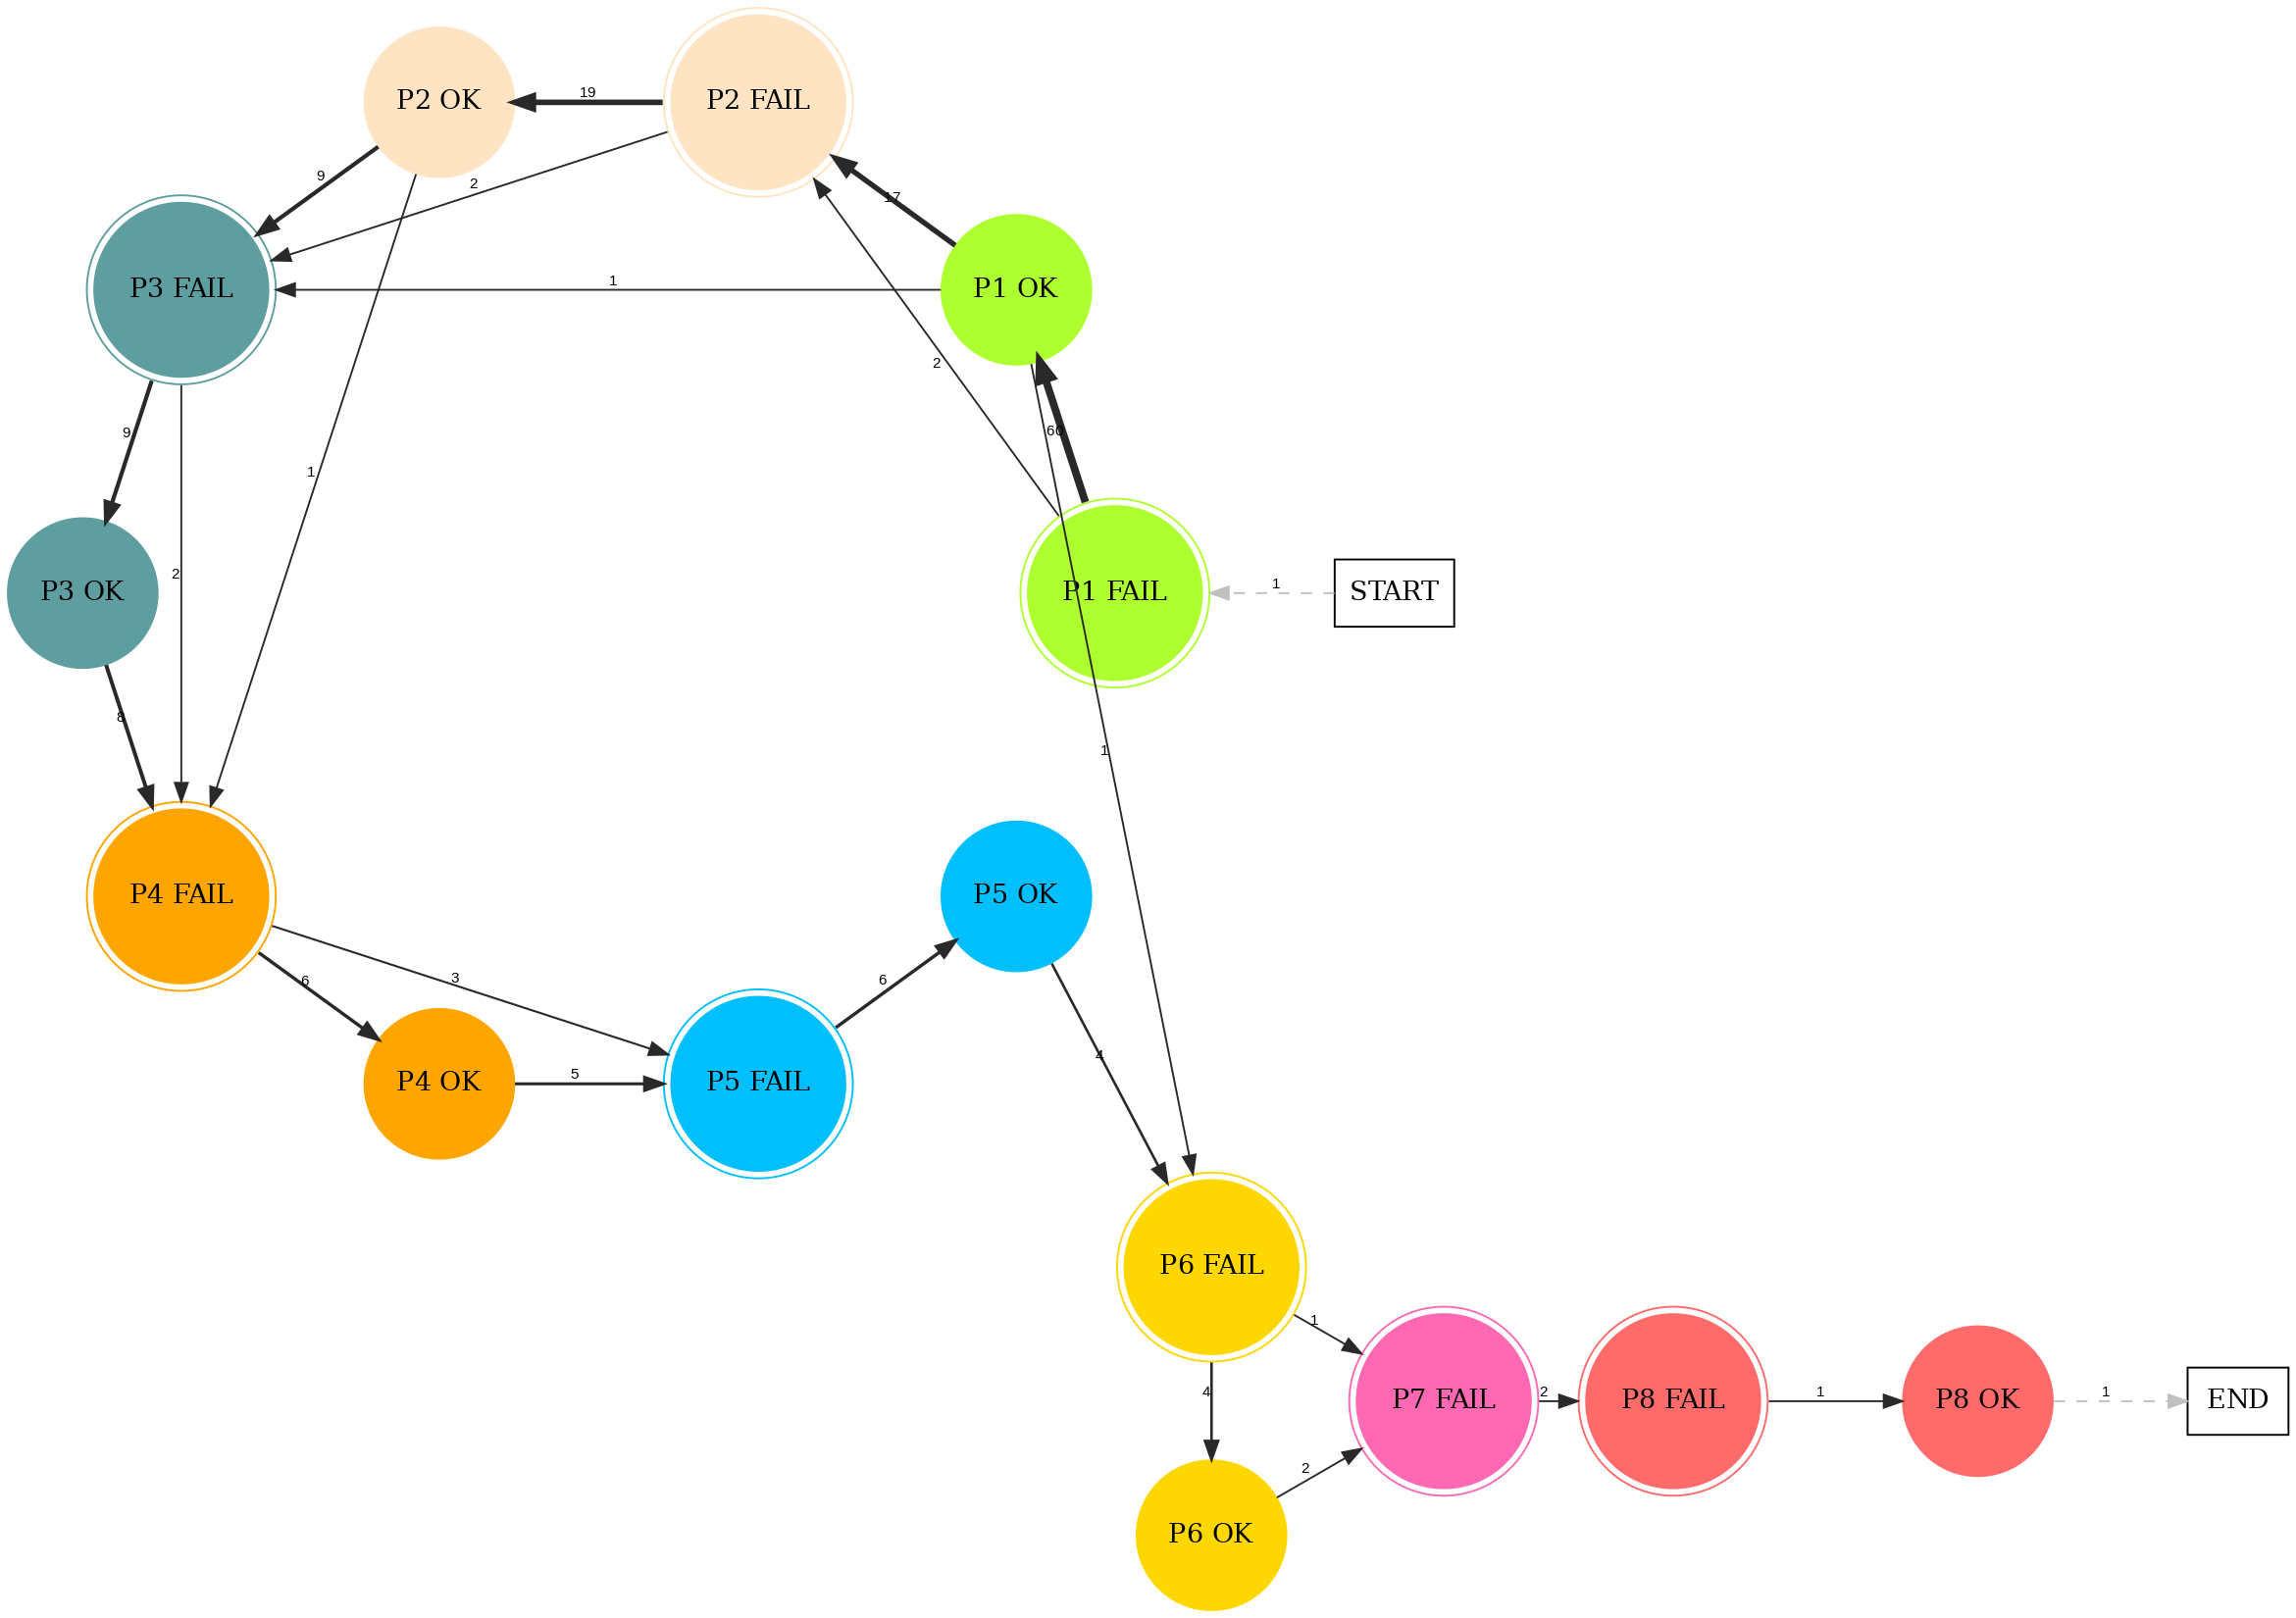 P2 OK
19
P2 FAIL
9
2
17
P3 FAIL
1
P1 OK
2
9
1
60
2
P3 OK
P1 FAIL
1
START
8
1
P4 FAIL
P5 OK
6
3
6
4
P4 OK
5
P5 FAIL
P6 FAIL
1
4
P7 FAIL
2
P8 FAIL
1
P8 OK
1
END
2
P6 OK